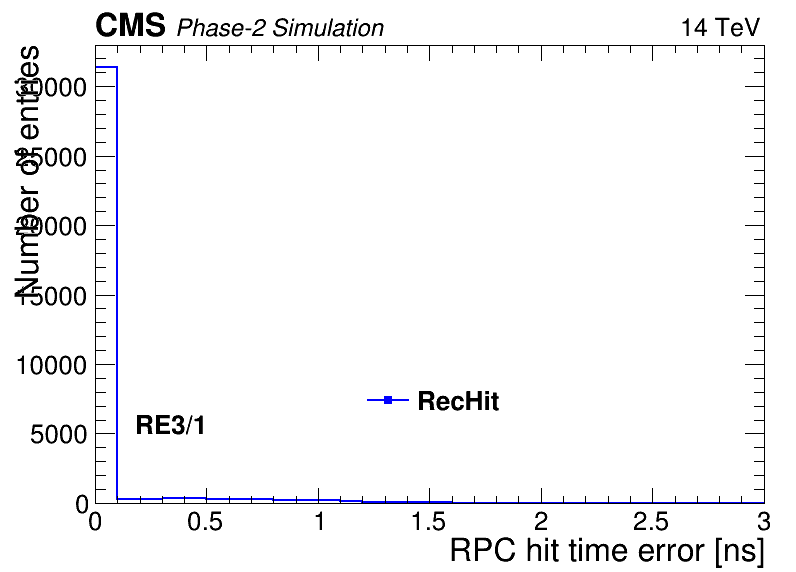 CMS Phase-2 Simulation 14 TeV
Number of entries
30000
25000
20000
15000
10000
5000
0
RecHit
RE3/1
0 0.5 1 1.5 2 2.5 3
RPC hit time error [ns]